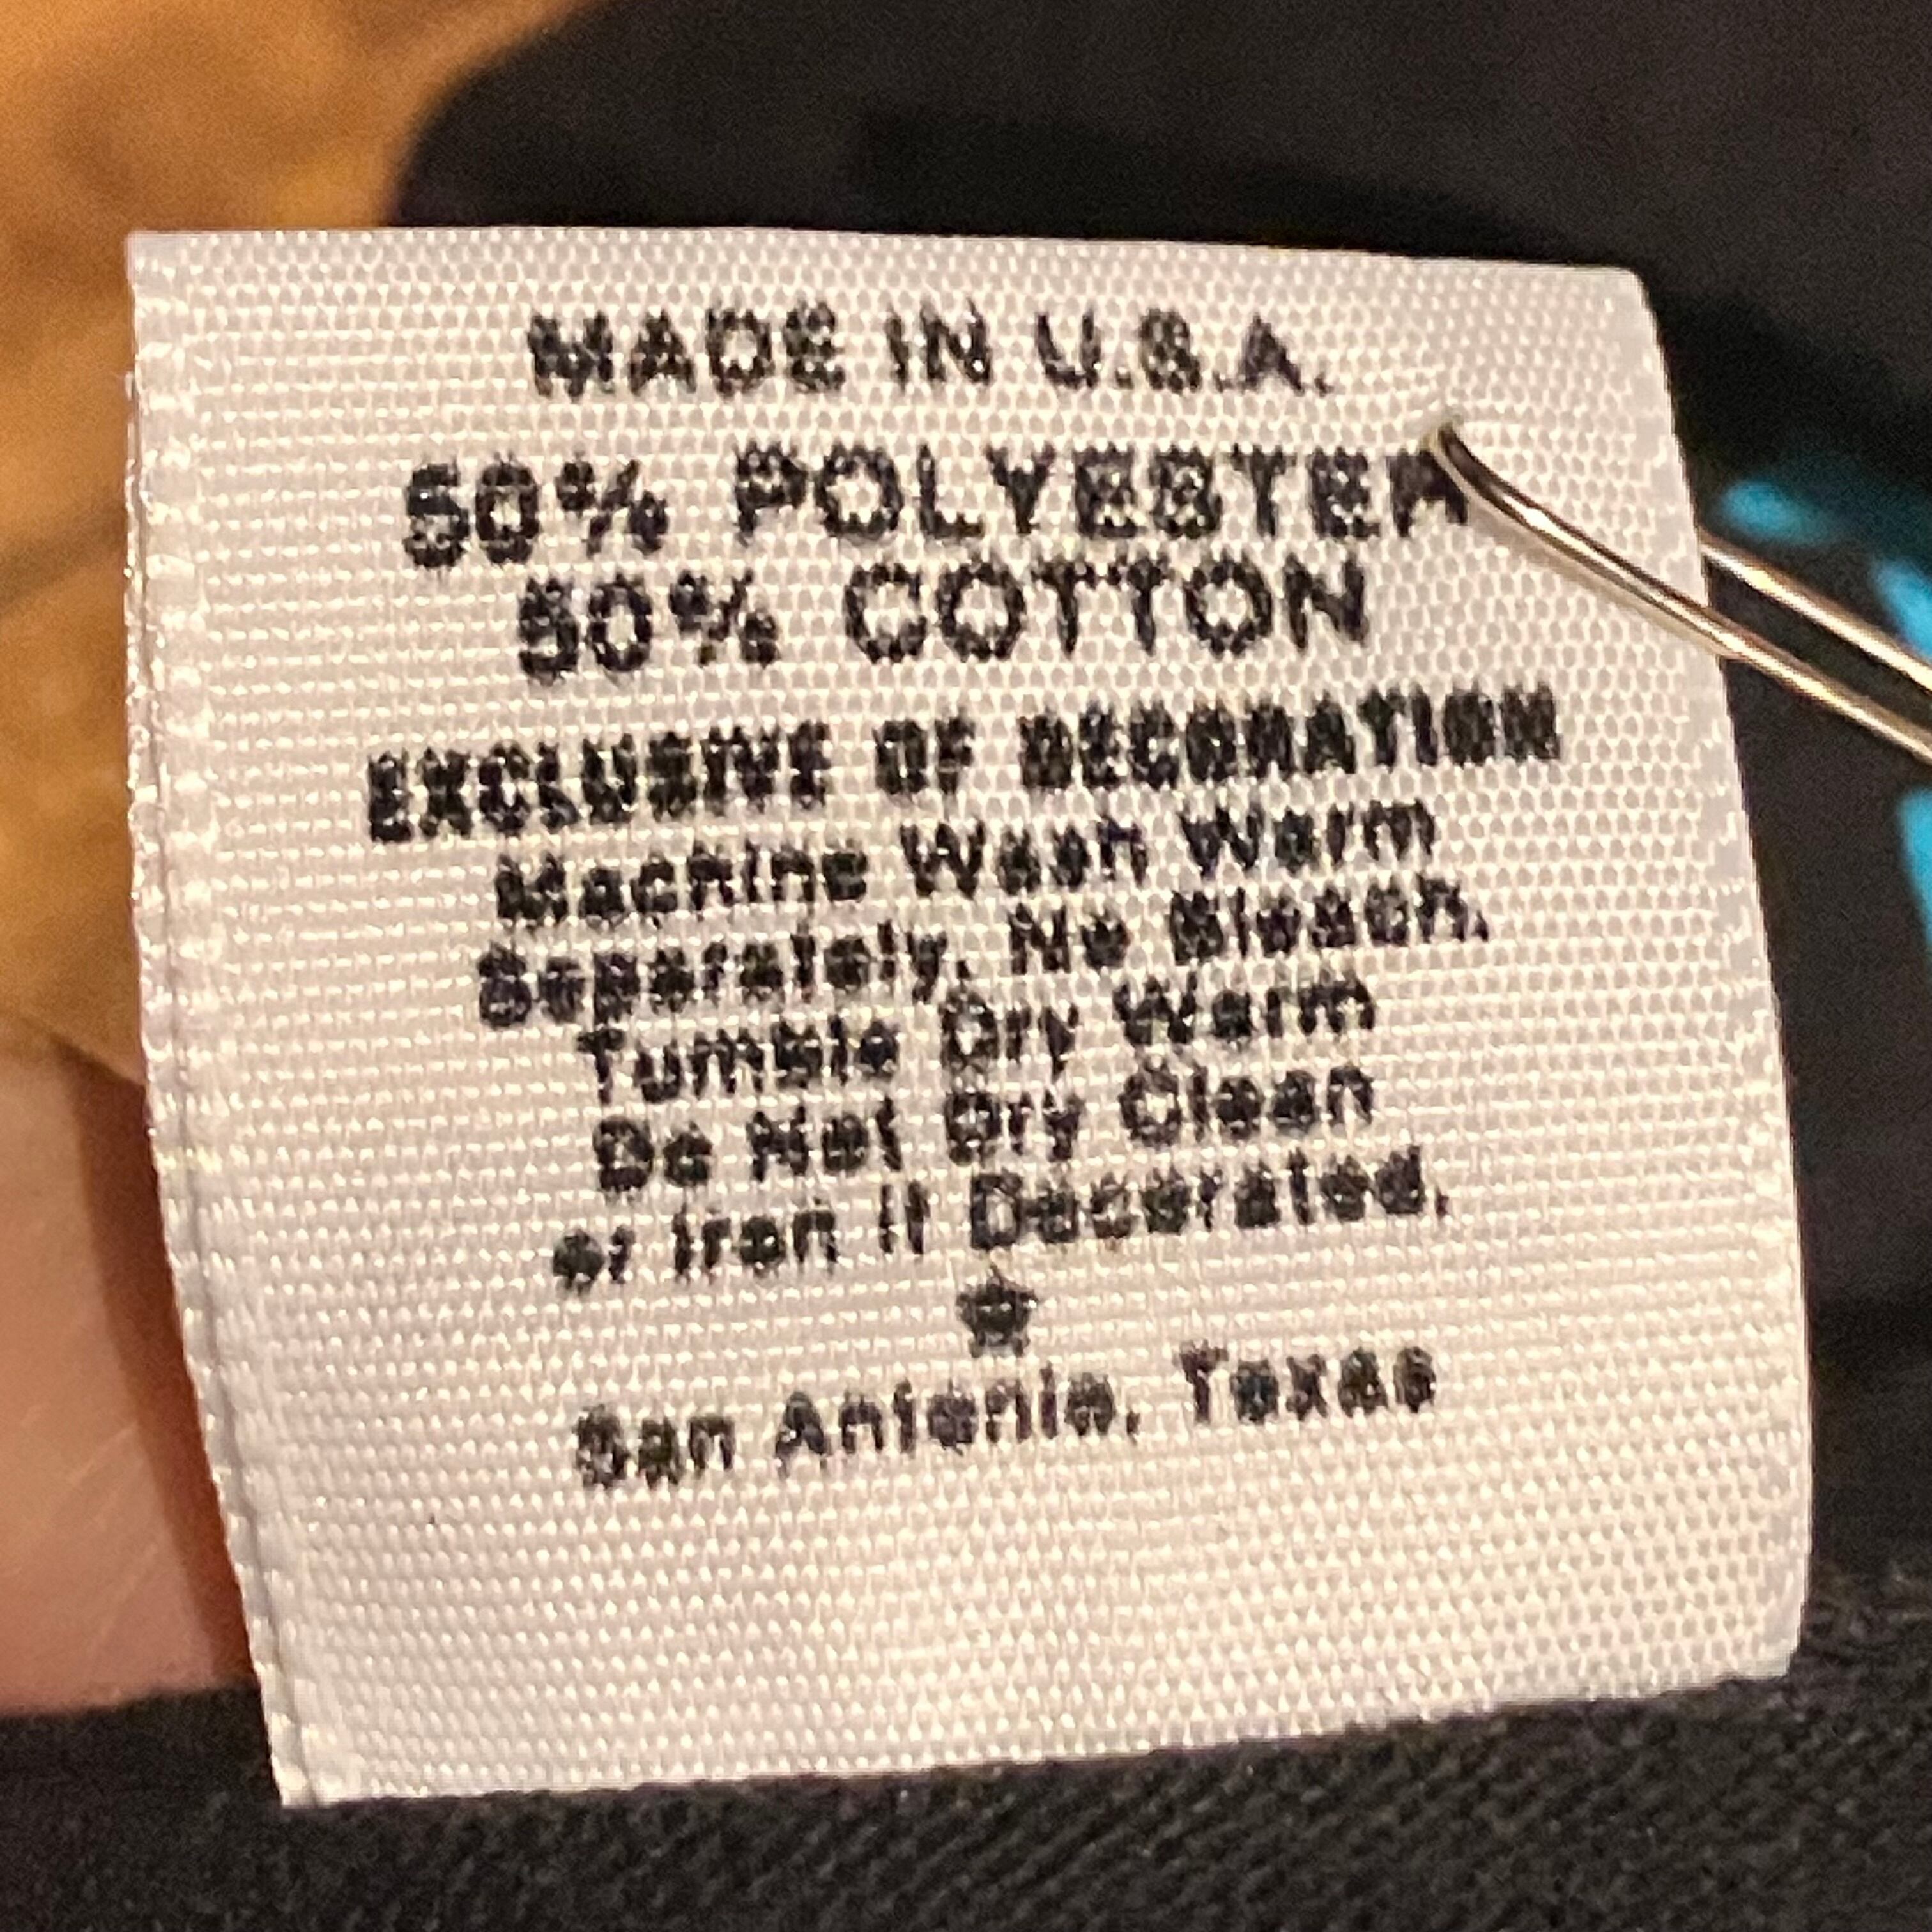 MADE IN U.S.A.
50% POLYESTER
50% COTTON
EXCLUSIVE OF DECORATION
Machine Wash Warm
Separately, No Bleach,
Tumble Dry Warm
Do Not Dry Clean
or Iron If Decorated.
San Antonio, Texas